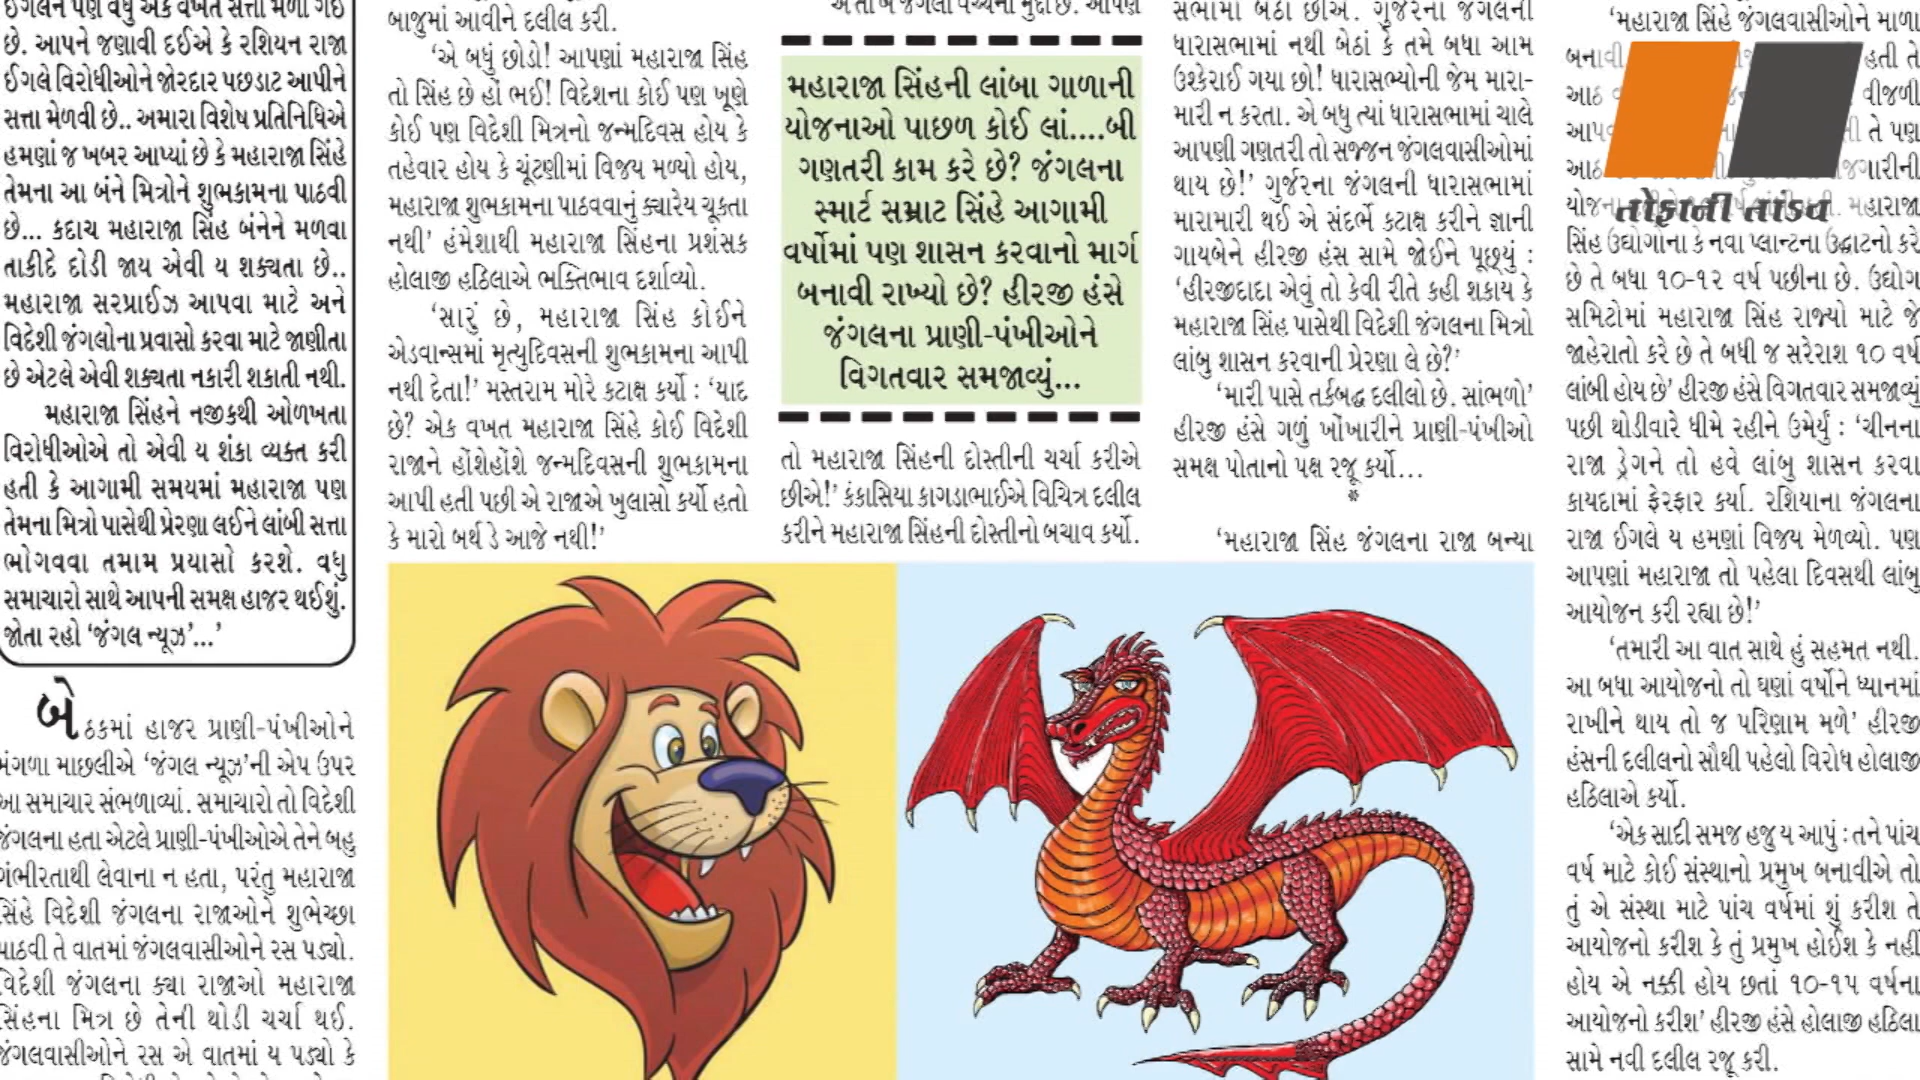 છે. આપને જણાવી દઈએ કે રશિયન રાજા
ઈગલે વિરોધીઓને જોરદાર પછડાટ આપીને
સત્તા મેળવી છે.. અમારા વિશેષ પ્રતિનિધિએ
હમણાં જ ખબર આપ્યાં છે કે મહારાજા સિંહે
તેમના આ બંને મિત્રોને શુભકામના પાઠવી
છે... કદાચ મહારાજા સિંહ બંનેને મળવા
તાકીદે દોડી જાય એવી ય શક્યતા છે..
મહારાજા સરપ્રાઈઝ આપવા માટે અને
વિદેશી જંગલોના પ્રવાસો કરવા માટે જાણીતા
છે એટલે એવી શક્યતા નકારી શકાતી નથી.
મહારાજા સિંહને નજીકથી ઓળખતા
વિરોધીઓએ તો એવી ય શંકા વ્યક્ત કરી
હતી કે આગામી સમયમાં મહારાજા પણ
તેમના મિત્રો પાસેથી પ્રેરણા લઈને લાંબી સત્તા
ભોગવવા તમામ પ્રયાસો કરશે. વધુ
સમાચારો સાથે આપની સમક્ષ હાજર થઈશું.
જોતા રહો ‘જંગલ ન્યૂઝ’...’
બેઠકમાં હાજર પ્રાણી-પંખીઓને
મંગળા માછલીએ ‘જંગલ ન્યૂઝ’ની એપ ઉપર
આ સમાચાર સંભળાવ્યાં. સમાચારો તો વિદેશી
જંગલના હતા એટલે પ્રાણી-પંખીઓએ તેને બહુ
ગંભીરતાથી લેવાના ન હતા, પરંતુ મહારાજા
સિંહે વિદેશી જંગલના રાજાઓને શુભેચ્છા
પાઠવી તે વાતમાં જંગલવાસીઓને રસ પડ્યો.
વિદેશી જંગલના ક્યા રાજાઓ મહારાજા
સિંહના મિત્ર છે તેની થોડી ચર્ચા થઈ.
જંગલવાસીઓને રસ એ વાતમાં ય પડ્યો કે
બાજુમાં આવીને દલીલ કરી.
‘એ બધું છોડો! આપણાં મહારાજા સિંહ
તો સિંહ છે હોં ભઈ! વિદેશના કોઈ પણ ખૂણે
કોઈ પણ વિદેશી મિત્રનો જન્મદિવસ હોય કે
તહેવાર હોય કે ચૂંટણીમાં વિજય મળ્યો હોય,
મહારાજા શુભકામના પાઠવવાનું ક્યારેય ચૂકતા
નથી’ હંમેશાથી મહારાજા સિંહના પ્રશંસક
હોલાજી હઠિલાએ ભક્તિભાવ દર્શાવ્યો.
‘સારું છે, મહારાજા સિંહ કોઈને
એડવાન્સમાં મૃત્યુદિવસની શુભકામના આપી
નથી દેતા!’ મસ્તરામ મોરે કટાક્ષ કર્યો : ‘યાદ
છે? એક વખત મહારાજા સિંહે કોઈ વિદેશી
રાજાને હોંશેહોંશે જન્મદિવસની શુભકામના
આપી હતી પછી એ રાજાએ ખુલાસો કર્યો હતો
કે મારો બર્થ ડે આજે નથી!’
મહારાજા સિંહની લાંબા ગાળાની
યોજનાઓ પાછળ કોઈ લાં....બી
ગણતરી કામ કરે છે? જંગલના
સ્માર્ટ સમ્રાટ સિંહે આગામી
વર્ષોમાં પણ શાસન કરવાનો માર્ગ
બનાવી રાખ્યો છે? હીરજી હંસે
જંગલના પ્રાણી-પંખીઓને
વિગતવાર સમજાવ્યું...
તો મહારાજા સિંહની દોસ્તીની ચર્ચા કરીએ
છીએ!’ કંકાસિયા કાગડાભાઈએ વિચિત્ર દલીલ
કરીને મહારાજા સિંહની દોસ્તીનો બચાવ કર્યો.
સભામાં બેઠાં છીએ. ગુર્જરના જંગલની
ધારાસભામાં નથી બેઠાં કે તમે બધા આમ
ઉશ્કેરાઈ ગયા છો! ધારાસભ્યોની જેમ મારા-
મારી ન કરતા. એ બધુ ત્યાં ધારાસભામાં ચાલે
આપણી ગણતરી તો સજ્જન જંગલવાસીઓમાં
થાય છે!’ ગુર્જરના જંગલની ધારાસભામાં
મારામારી થઈ એ સંદર્ભે કટાક્ષ કરીને જ્ઞાની
ગાયબેને હીરજી હંસ સામે જોઈને પૂછ્યું :
‘હીરજીદાદા એવું તો કેવી રીતે કહી શકાય કે
મહારાજા સિંહ પાસેથી વિદેશી જંગલના મિત્રો
લાંબુ શાસન કરવાની પ્રેરણા લે છે?’
‘મારી પાસે તર્કબદ્ધ દલીલો છે. સાંભળો’
હીરજી હંસે ગળું ખોંખારીને પ્રાણી-પંખીઓ
સમક્ષ પોતાનો પક્ષ રજૂ કર્યો...
*
‘મહારાજા સિંહ જંગલના રાજા બન્યા
‘મહારાજા સિંહે જંગલવાસીઓને માળા
બનાવી હતી તે
આઠ વીજળી
આપવા તે પણ
આઠ
યોજના મહારાજા
સિંહ ઉદ્યોગોના કે નવા પ્લાન્ટના ઉદ્ઘાટનો કરે
છે તે બધા ૧૦-૧૨ વર્ષ પછીના છે. ઉદ્યોગ
સમિટોમાં મહારાજા સિંહ રાજ્યો માટે જે
જાહેરાતો કરે છે તે બધી જ સરેરાશ ૧૦ વર્ષ
લાંબી હોય છે’ હીરજી હંસે વિગતવાર સમજાવ્યું
પછી થોડીવારે ધીમે રહીને ઉમેર્યું : ‘ચીનના
રાજા ડ્રેગને તો હવે લાંબુ શાસન કરવા
કાયદામાં ફેરફાર કર્યા. રશિયાના જંગલના
રાજા ઈગલે ય હમણાં વિજય મેળવ્યો. પણ
આપણાં મહારાજા તો પહેલા દિવસથી લાંબુ
આયોજન કરી રહ્યા છે!’
‘તમારી આ વાત સાથે હું સહમત નથી.
આ બધા આયોજનો તો ઘણાં વર્ષોને ધ્યાનમાં
રાખીને થાય તો જ પરિણામ મળે’ હીરજી
હંસની દલીલનો સૌથી પહેલો વિરોધ હોલાજી
હઠિલાએ કર્યો.
‘એક સાદી સમજ હજુ ય આપું : તને પાંચ
વર્ષ માટે કોઈ સંસ્થાનો પ્રમુખ બનાવીએ તો
તું એ સંસ્થા માટે પાંચ વર્ષમાં શું કરીશ તે
આયોજનો કરીશ કે તું પ્રમુખ હોઈશ કે નહીં
હોય એ નક્કી હોય છતાં ૧૦-૧૫ વર્ષના
આયોજનો કરીશ’ હીરજી હંસે હોલાજી હઠિલા
સામે નવી દલીલ રજૂ કરી.
તોફાની તાંડવ